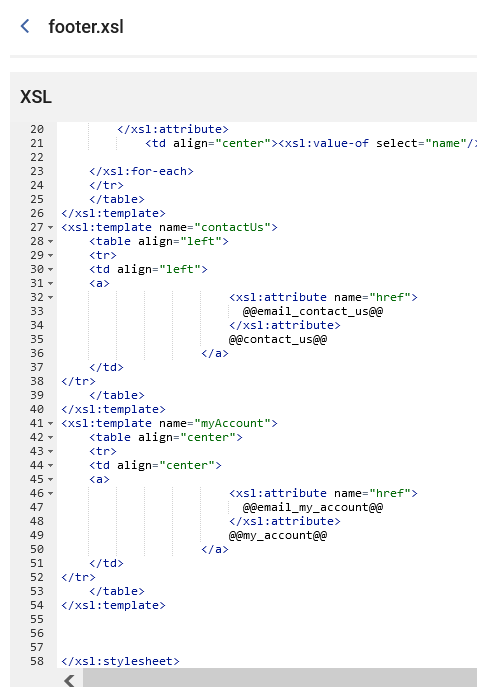 footer.xsl
XSL
20 </xsl:attribute>
21 <td align="center"><xsl:value-of select="name"/>
22
23 </xsl:for-each>
24 </tr>
25 </table>
26 </xsl:template>
27 <xsl:template name="contactUs">
28 <table align="left">
29 <tr>
30 <td align="left">
31 <a>
32 <xsl:attribute name="href">
33 @@email_contact_us@@
34 </xsl:attribute>
35 @@contact_us@@
36 </a>
37 </td>
38 </tr>
39 </table>
40 </xsl:template>
41 <xsl:template name="myAccount">
42 <table align="center">
43 <tr>
44 <td align="center">
45 <a>
46 <xsl:attribute name="href">
47 @@email_my_account@@
48 </xsl:attribute>
49 @@my_account@@
50 </a>
51 </td>
52 </tr>
53 </table>
54 </xsl:template>
55
56
57
58 </xsl:stylesheet>